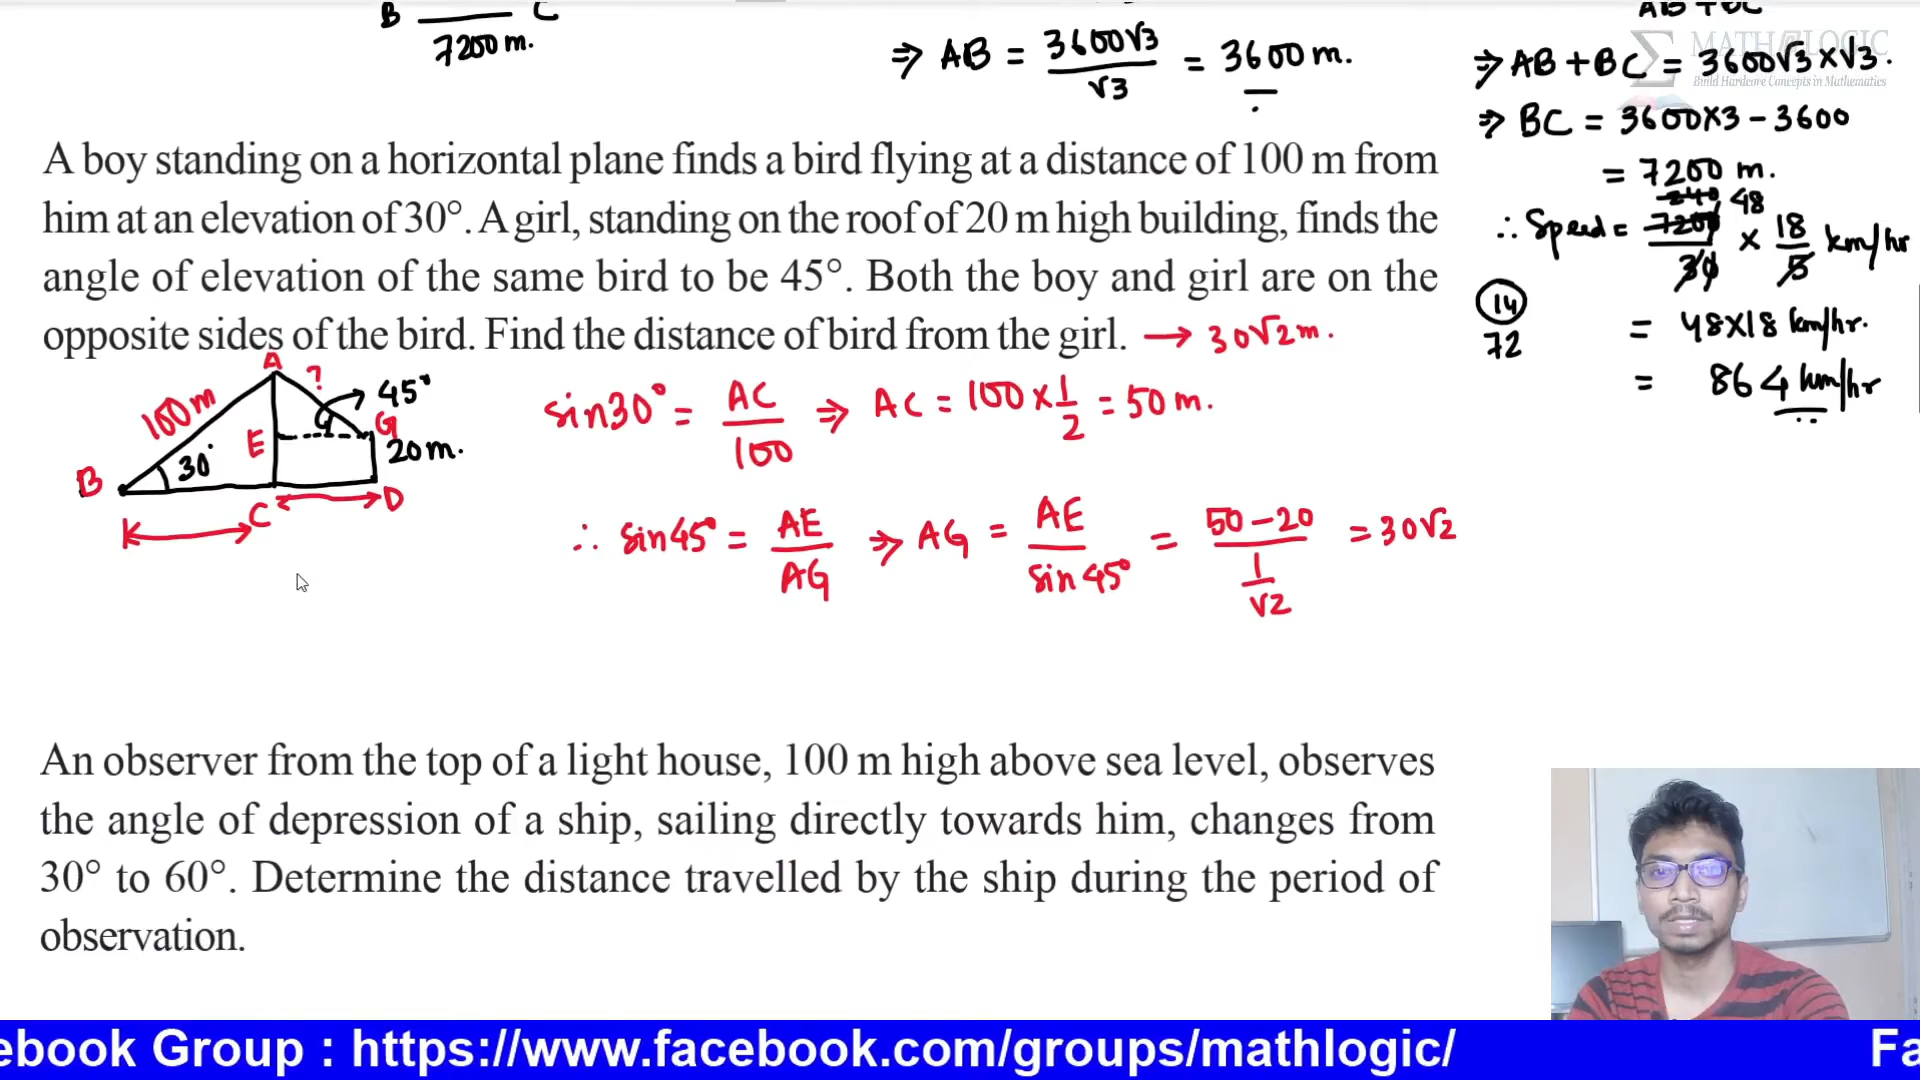 B C
7200 m.
⇒ AB = 3600√3 / √3 = 3600 m.
AB + BC
MATH LOGIC
Build Hardcore Concepts in Mathematics
⇒ AB + BC = 3600√3 × √3.
⇒ BC = 3600×3 − 3600
= 7200 m.
240 48
∴ Speed = 7200 / 30 × 18 / 5 km/hr
14
72
= 48×18 km/hr.
= 864 km/hr
A boy standing on a horizontal plane finds a bird flying at a distance of 100 m from
him at an elevation of 30°. A girl, standing on the roof of 20 m high building, finds the
angle of elevation of the same bird to be 45°. Both the boy and girl are on the
opposite sides of the bird. Find the distance of bird from the girl. → 30√2 m.
A ?
100 m
45°
E G
30° 20 m.
B C D
sin30° = AC / 100 ⇒ AC = 100 × 1/2 = 50 m.
∴ sin45° = AE / AG ⇒ AG = AE / sin45° = 50 − 20 / 1/√2 = 30√2
An observer from the top of a light house, 100 m high above sea level, observes
the angle of depression of a ship, sailing directly towards him, changes from
30° to 60°. Determine the distance travelled by the ship during the period of
observation.
ebook Group : https://www.facebook.com/groups/mathlogic/ Fa